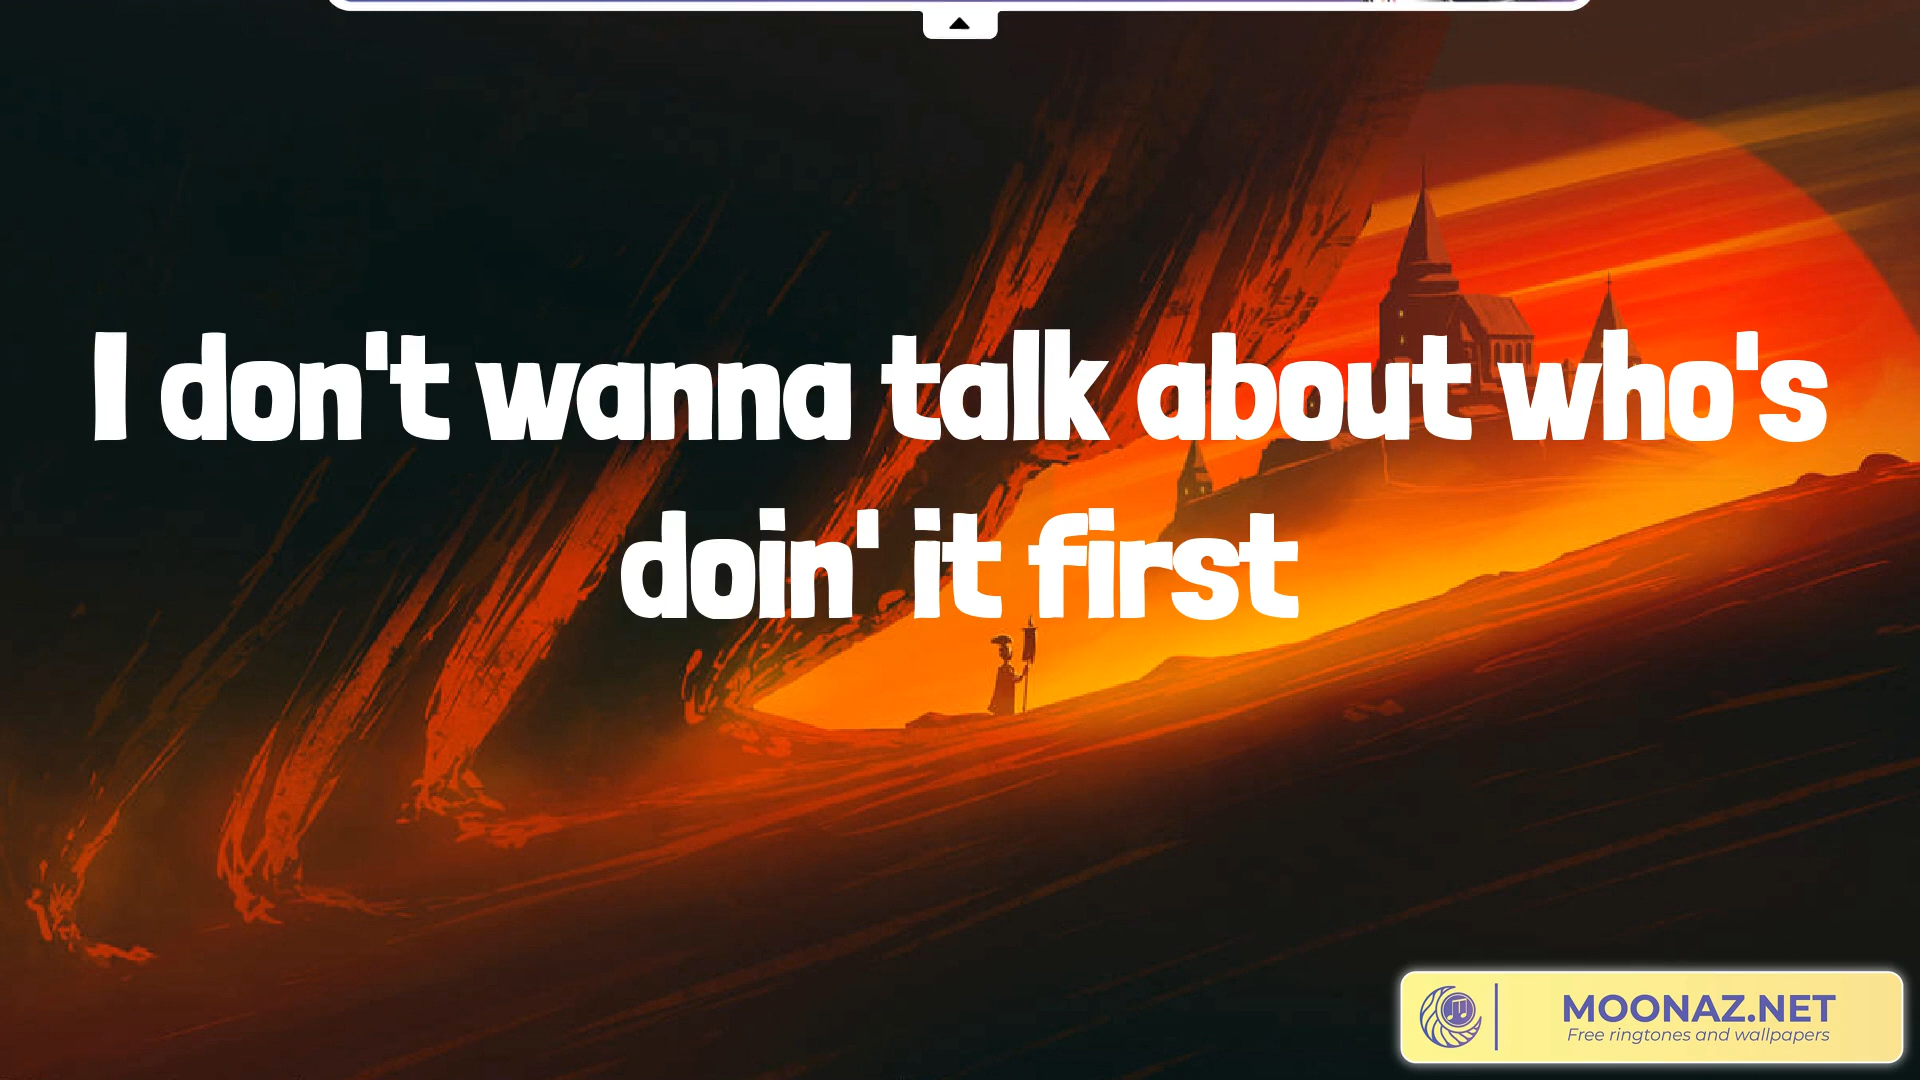 I don't wanna talk about who's
doin' it first
MOONAZ.NET
Free ringtones and wallpapers